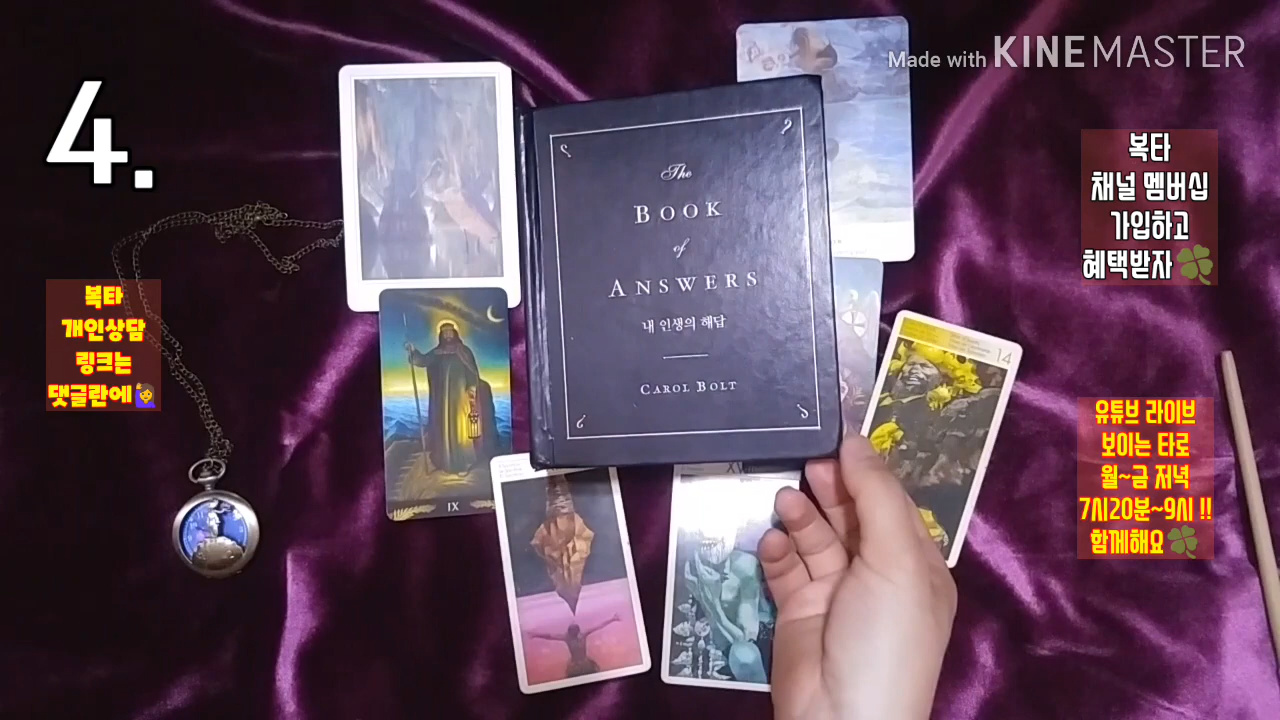 Made with KINEMASTER
4.
복타
채널 멤버십
가입하고
혜택받자
복타
개인상담
링크는
댓글란에
The
BOOK
of
ANSWERS
내 인생의 해답
CAROL BOLT
유튜브 라이브
보이는 타로
월~금 저녁
7시20분~9시 !!
함께해요
14
IX